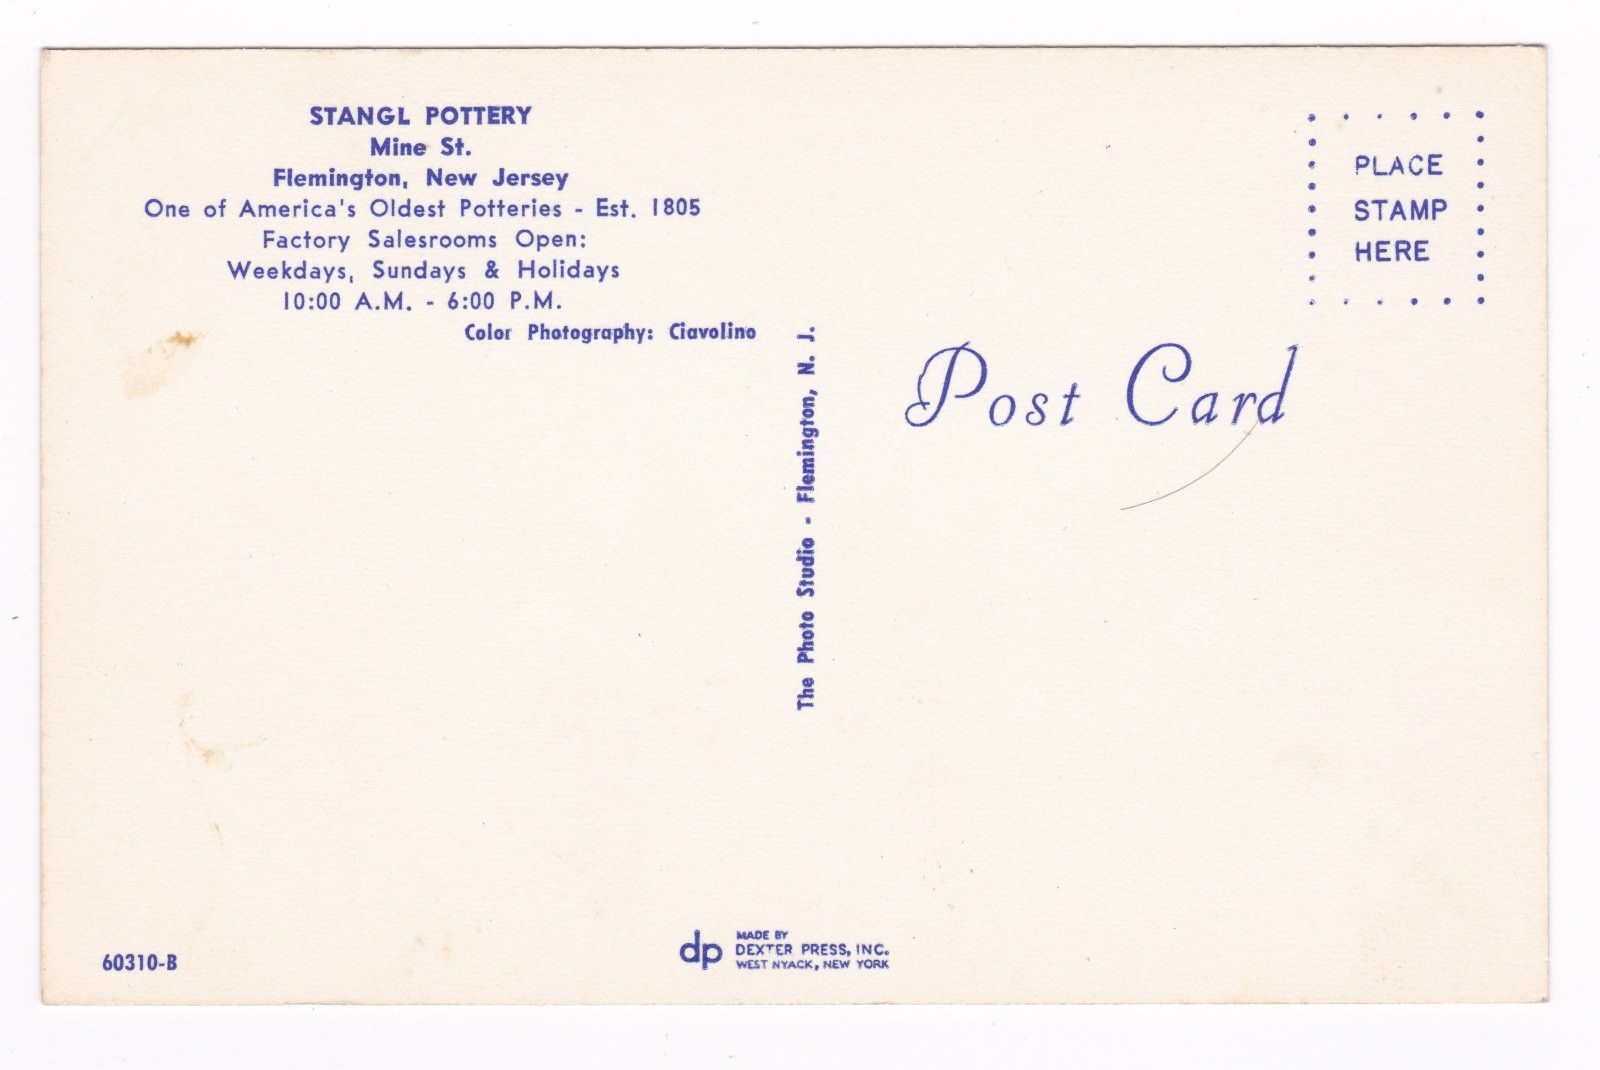 STANGL POTTERY
Mine St.
Flemington, New Jersey
One of America's Oldest Potteries - Est. 1805
Factory Salesrooms Open:
Weekdays, Sundays & Holidays
10:00 A.M. - 6:00 P.M.
Color Photography: Ciavolino
The Photo Studio - Flemington, N. J.
PLACE
STAMP
HERE
Post Card
60310-B
dp
MADE BY
DEXTER PRESS, INC.
WEST NYACK, NEW YORK